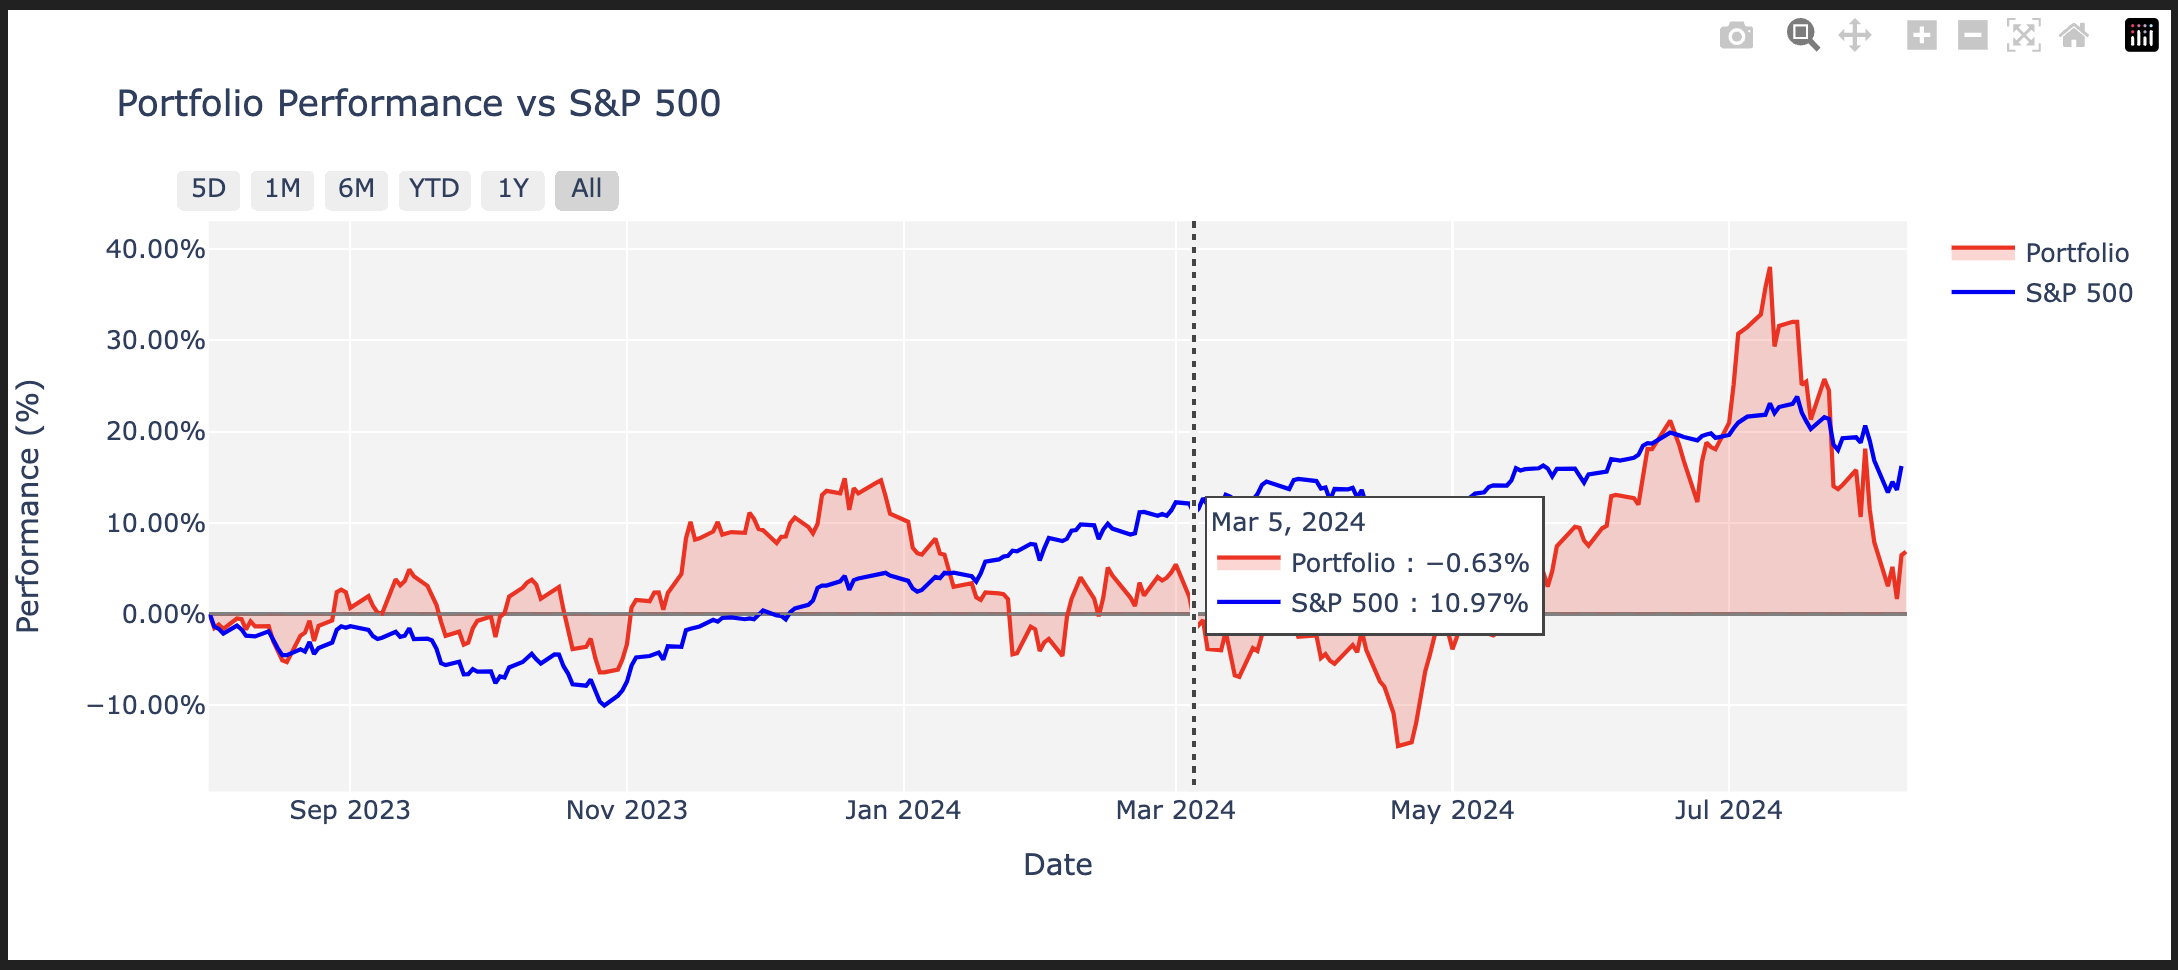 Portfolio Performance vs S&P 500
5D 1M 6M YTD 1Y All
Portfolio
S&P 500
40.00%
30.00%
20.00%
10.00%
0.00%
−10.00%
Performance (%)
Mar 5, 2024
Portfolio : −0.63%
S&P 500 : 10.97%
Sep 2023 Nov 2023 Jan 2024 Mar 2024 May 2024 Jul 2024
Date